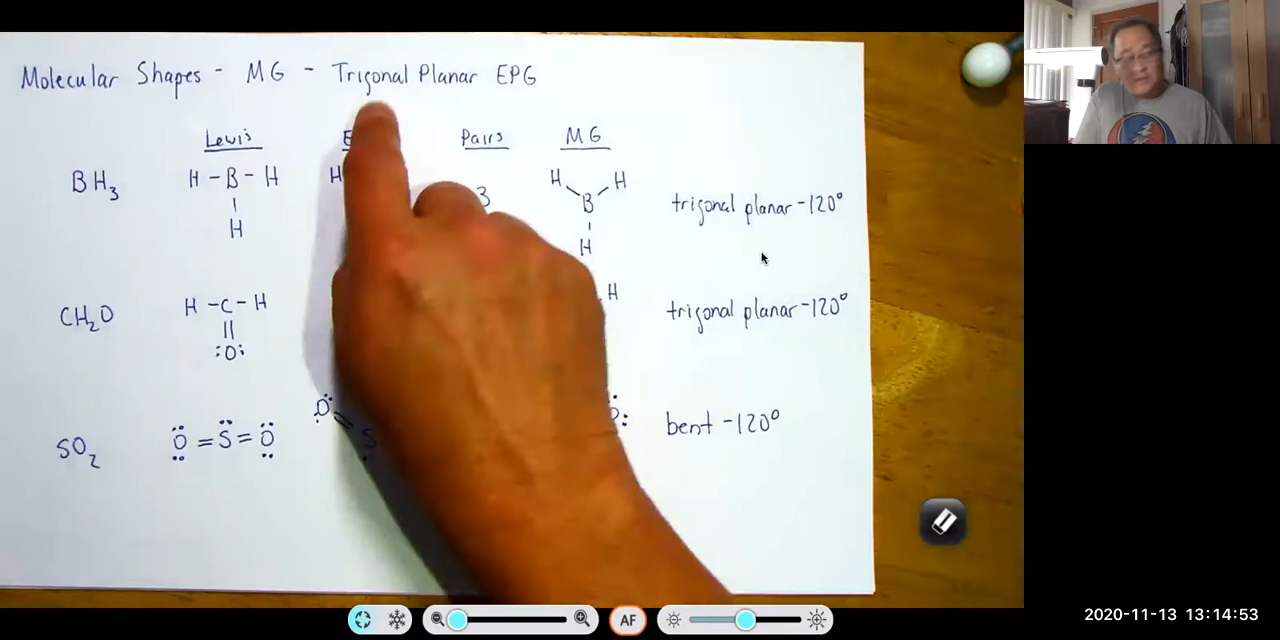 Molecular Shapes - MG - Trigonal Planar EPG
Lewis Pairs MG
BH3 H - B - H H 3 H H trigonal planar - 120°
B
H H
CH2O H - C - H H trigonal planar - 120°
:O:
SO2 O = S = O O S bent - 120°
AF
2020-11-13 13:14:53